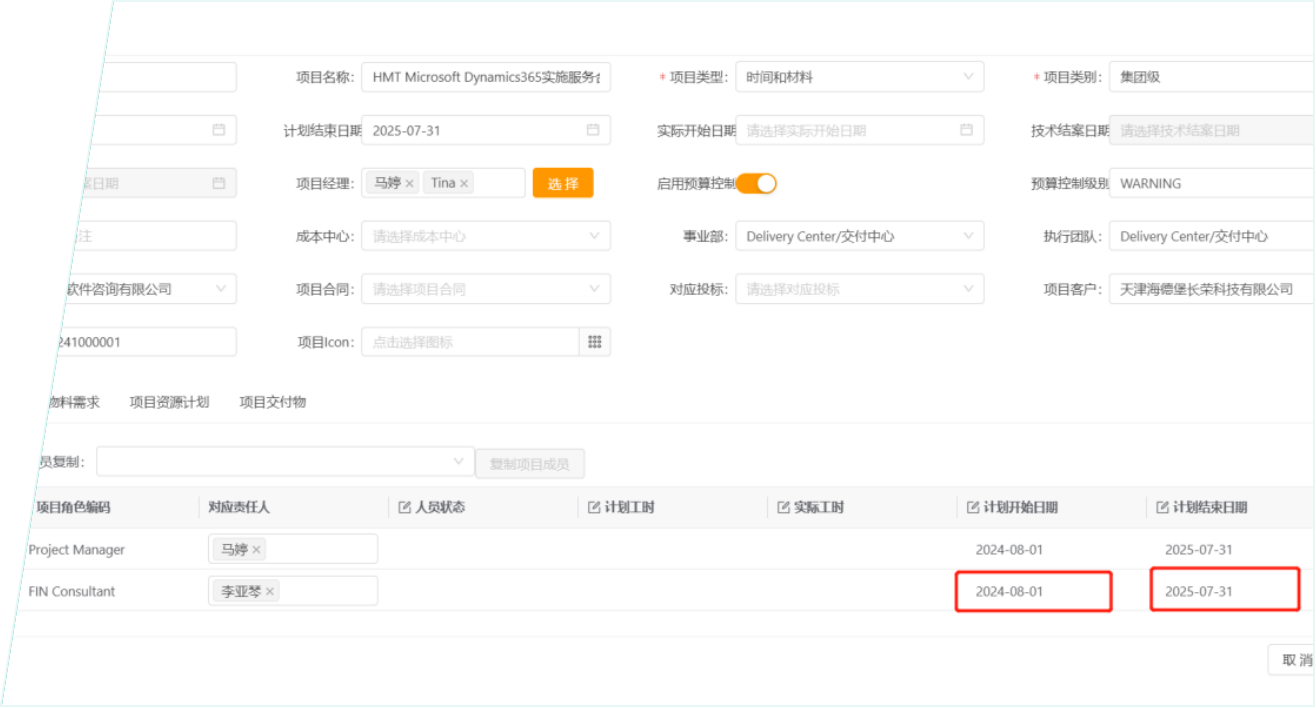 项目名称: HMT Microsoft Dynamics365实施服务 * 项目类型: 时间和材料 * 项目类别: 集团级
计划结束日期 2025-07-31 实际开始日期 请选择实际开始日期 技术结案日期 请选择技术结案日期
案日期 项目经理: 马婷 × Tina × 选择 启用预算控制 预算控制级别 WARNING
注 成本中心: 请选择成本中心 事业部: Delivery Center/交付中心 执行团队: Delivery Center/交付中心
软件咨询有限公司 项目合同: 请选择项目合同 对应投标: 请选择对应投标 项目客户: 天津海德堡长荣科技有限公司
241000001 项目Icon: 点击选择图标
物料需求 项目资源计划 项目交付物
员复制: 复制项目成员
项目角色编码 对应责任人 人员状态 计划工时 实际工时 计划开始日期 计划结束日期
Project Manager 马婷 × 2024-08-01 2025-07-31
FIN Consultant 李亚琴 × 2024-08-01 2025-07-31
取消